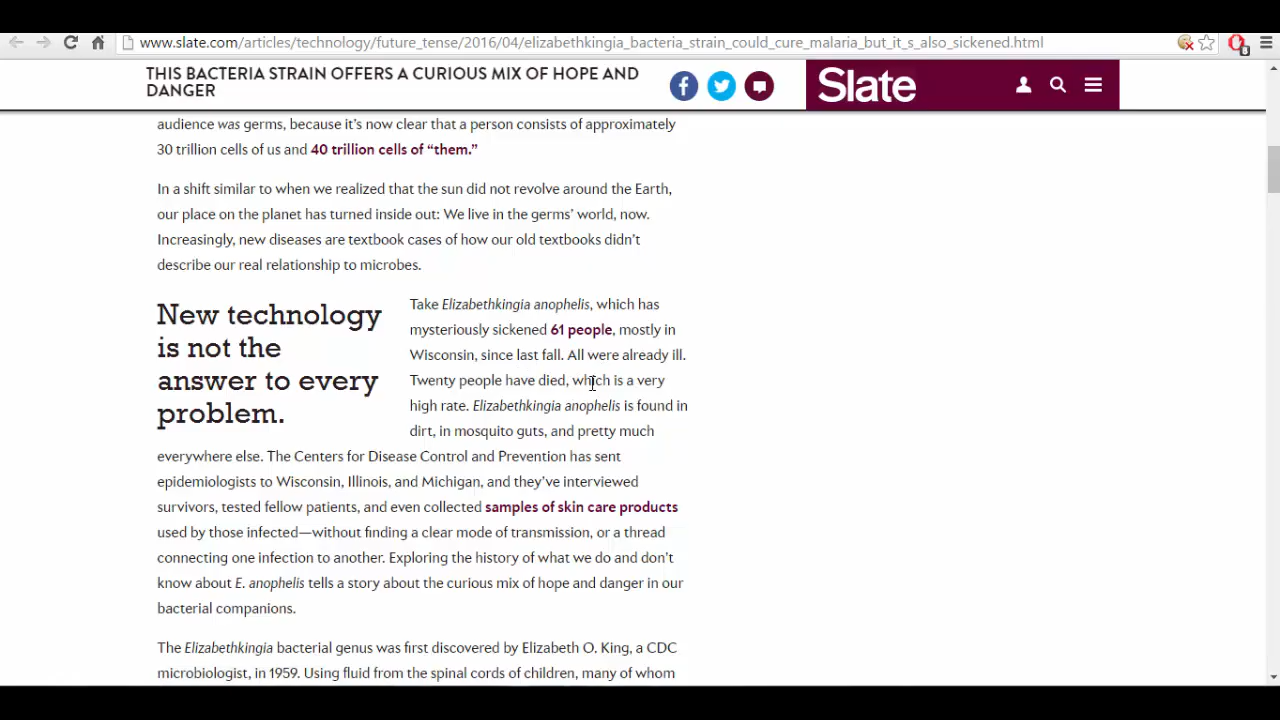 www.slate.com/articles/technology/future_tense/2016/04/elizabethkingia_bacteria_strain_could_cure_malaria_but_it_s_also_sickened.html
THIS BACTERIA STRAIN OFFERS A CURIOUS MIX OF HOPE AND
DANGER
Slate
audience was germs, because it’s now clear that a person consists of approximately
30 trillion cells of us and 40 trillion cells of “them.”
In a shift similar to when we realized that the sun did not revolve around the Earth,
our place on the planet has turned inside out: We live in the germs’ world, now.
Increasingly, new diseases are textbook cases of how our old textbooks didn’t
describe our real relationship to microbes.
New technology
is not the
answer to every
problem.
Take Elizabethkingia anophelis, which has
mysteriously sickened 61 people, mostly in
Wisconsin, since last fall. All were already ill.
Twenty people have died, which is a very
high rate. Elizabethkingia anophelis is found in
dirt, in mosquito guts, and pretty much
everywhere else. The Centers for Disease Control and Prevention has sent
epidemiologists to Wisconsin, Illinois, and Michigan, and they’ve interviewed
survivors, tested fellow patients, and even collected samples of skin care products
used by those infected—without finding a clear mode of transmission, or a thread
connecting one infection to another. Exploring the history of what we do and don’t
know about E. anophelis tells a story about the curious mix of hope and danger in our
bacterial companions.
The Elizabethkingia bacterial genus was first discovered by Elizabeth O. King, a CDC
microbiologist, in 1959. Using fluid from the spinal cords of children, many of whom